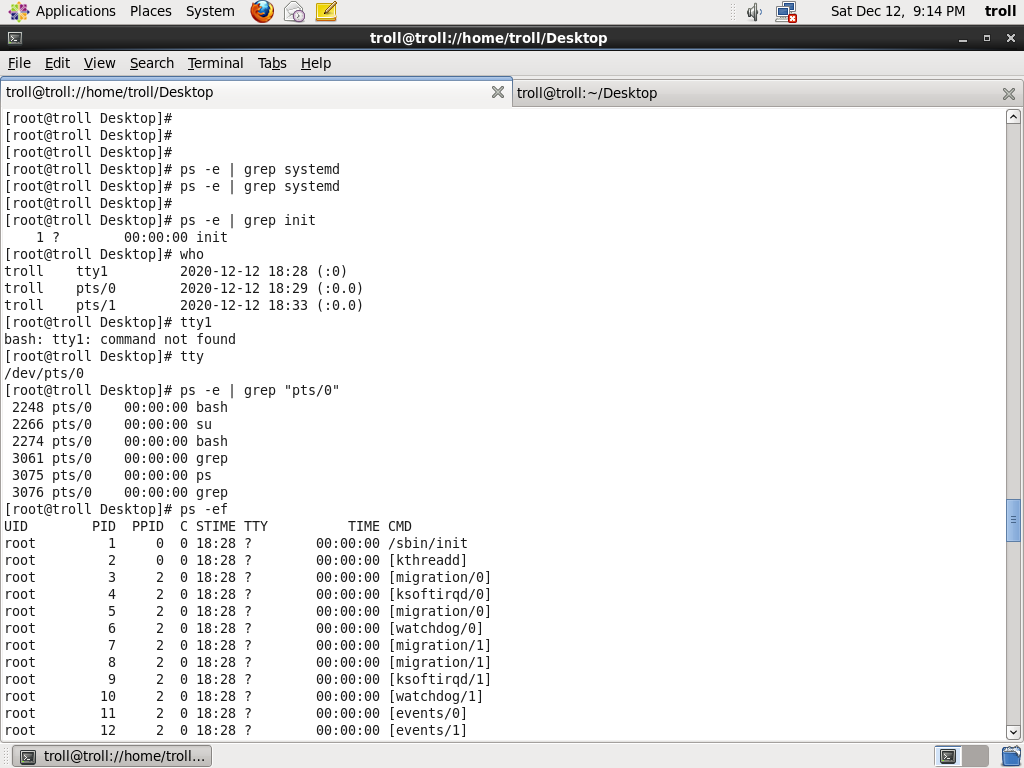 Applications Places System Sat Dec 12, 9:14 PM troll
troll@troll://home/troll/Desktop
File Edit View Search Terminal Tabs Help
troll@troll://home/troll/Desktop troll@troll:~/Desktop
[root@troll Desktop]#
[root@troll Desktop]#
[root@troll Desktop]#
[root@troll Desktop]# ps -e | grep systemd
[root@troll Desktop]# ps -e | grep systemd
[root@troll Desktop]#
[root@troll Desktop]# ps -e | grep init
    1 ?        00:00:00 init
[root@troll Desktop]# who
troll    tty1         2020-12-12 18:28 (:0)
troll    pts/0        2020-12-12 18:29 (:0.0)
troll    pts/1        2020-12-12 18:33 (:0.0)
[root@troll Desktop]# tty1
bash: tty1: command not found
[root@troll Desktop]# tty
/dev/pts/0
[root@troll Desktop]# ps -e | grep "pts/0"
 2248 pts/0    00:00:00 bash
 2266 pts/0    00:00:00 su
 2274 pts/0    00:00:00 bash
 3061 pts/0    00:00:00 grep
 3075 pts/0    00:00:00 ps
 3076 pts/0    00:00:00 grep
[root@troll Desktop]# ps -ef
UID        PID  PPID  C STIME TTY          TIME CMD
root         1     0  0 18:28 ?        00:00:00 /sbin/init
root         2     0  0 18:28 ?        00:00:00 [kthreadd]
root         3     2  0 18:28 ?        00:00:00 [migration/0]
root         4     2  0 18:28 ?        00:00:00 [ksoftirqd/0]
root         5     2  0 18:28 ?        00:00:00 [migration/0]
root         6     2  0 18:28 ?        00:00:00 [watchdog/0]
root         7     2  0 18:28 ?        00:00:00 [migration/1]
root         8     2  0 18:28 ?        00:00:00 [migration/1]
root         9     2  0 18:28 ?        00:00:00 [ksoftirqd/1]
root        10     2  0 18:28 ?        00:00:00 [watchdog/1]
root        11     2  0 18:28 ?        00:00:00 [events/0]
root        12     2  0 18:28 ?        00:00:00 [events/1]
troll@troll://home/troll...